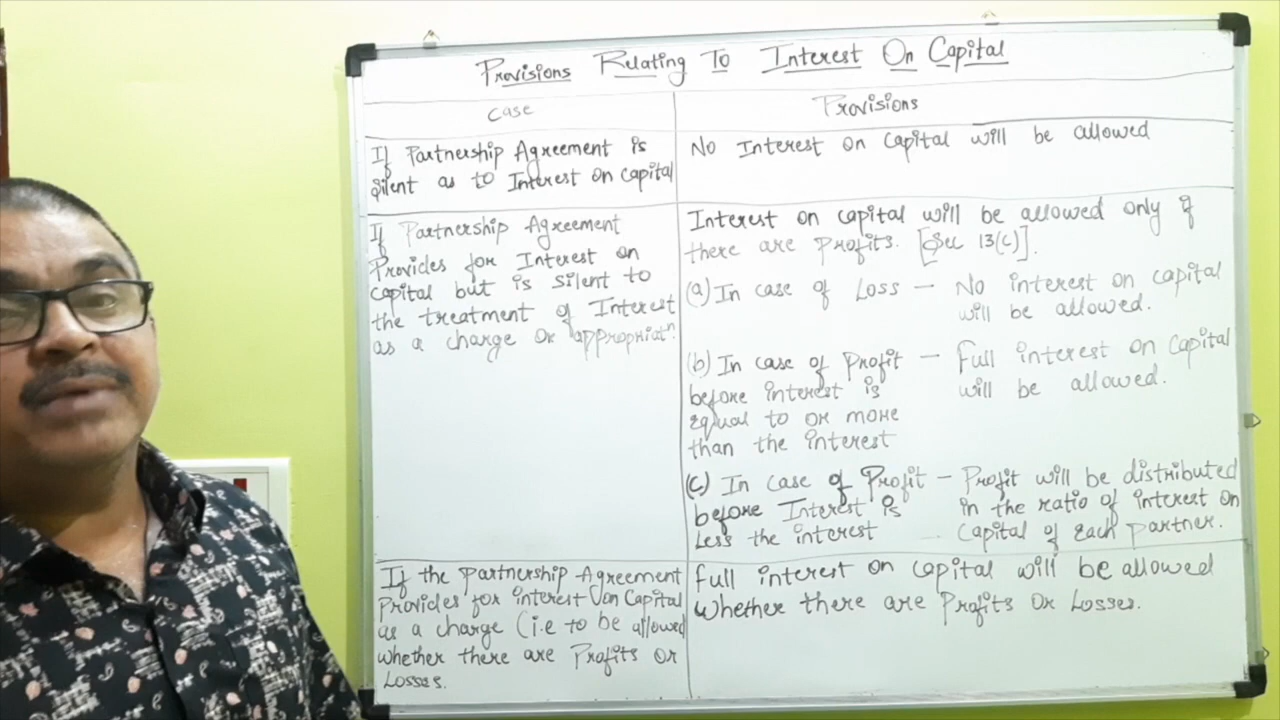 Provisions Relating To Interest On Capital
Case
Provisions
If Partnership Agreement is
silent as to Interest on capital
No Interest on capital will be allowed
If Partnership Agreement
Provides for Interest on
capital but is silent to
the treatment of Interest
as a charge or appropriatⁿ.
Interest on capital will be allowed only if
there are profits. [Sec 13(c)].
(a) In case of Loss – No interest on capital
will be allowed.
(b) In case of Profit – Full interest on Capital
before interest is will be allowed.
equal to or more
than the interest
(c) In case of Profit – Profit will be distributed
before Interest is in the ratio of interest on
Less the interest Capital of each partner.
If the partnership Agreement
provides for interest on Capital
as a charge (i.e to be allowed
whether there are Profits or
Losses.
Full interest on capital will be allowed
whether there are Profits or Losses.